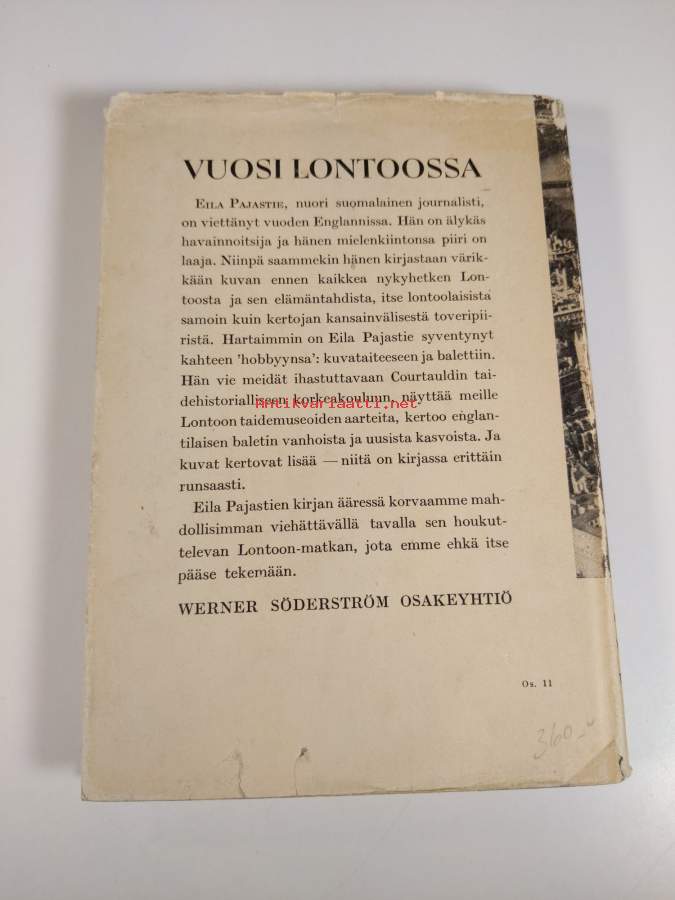 VUOSI LONTOOSSA
EILA PAJASTIE, nuori suomalainen journalisti,
on viettänyt vuoden Englannissa. Hän on älykäs
havainnoitsija ja hänen mielenkiintonsa piiri on
laaja. Niinpä saammekin hänen kirjastaan värik-
kään kuvan ennen kaikkea nykyhetken Lon-
toosta ja sen elämäntahdista, itse lontoolaisista
samoin kuin kertojan kansainvälisestä toveripii-
ristä. Hartaimmin on Eila Pajastie syventynyt
kahteen 'hobbyynsa': kuvataiteeseen ja balettiin.
Hän vie meidät ihastuttavaan Courtauldin tai-
dehistorialliseen korkeakouluun, näyttää meille
Antikvariaatti.net
Lontoon taidemuseoiden aarteita, kertoo englan-
tilaisen baletin vanhoista ja uusista kasvoista. Ja
kuvat kertovat lisää — niitä on kirjassa erittäin
runsaasti.
Eila Pajastien kirjan ääressä korvaamme mah-
dollisimman viehättävällä tavalla sen houkut-
televan Lontoon-matkan, jota emme ehkä itse
pääse tekemään.
WERNER SÖDERSTRÖM OSAKEYHTIÖ
Os. 11
360-